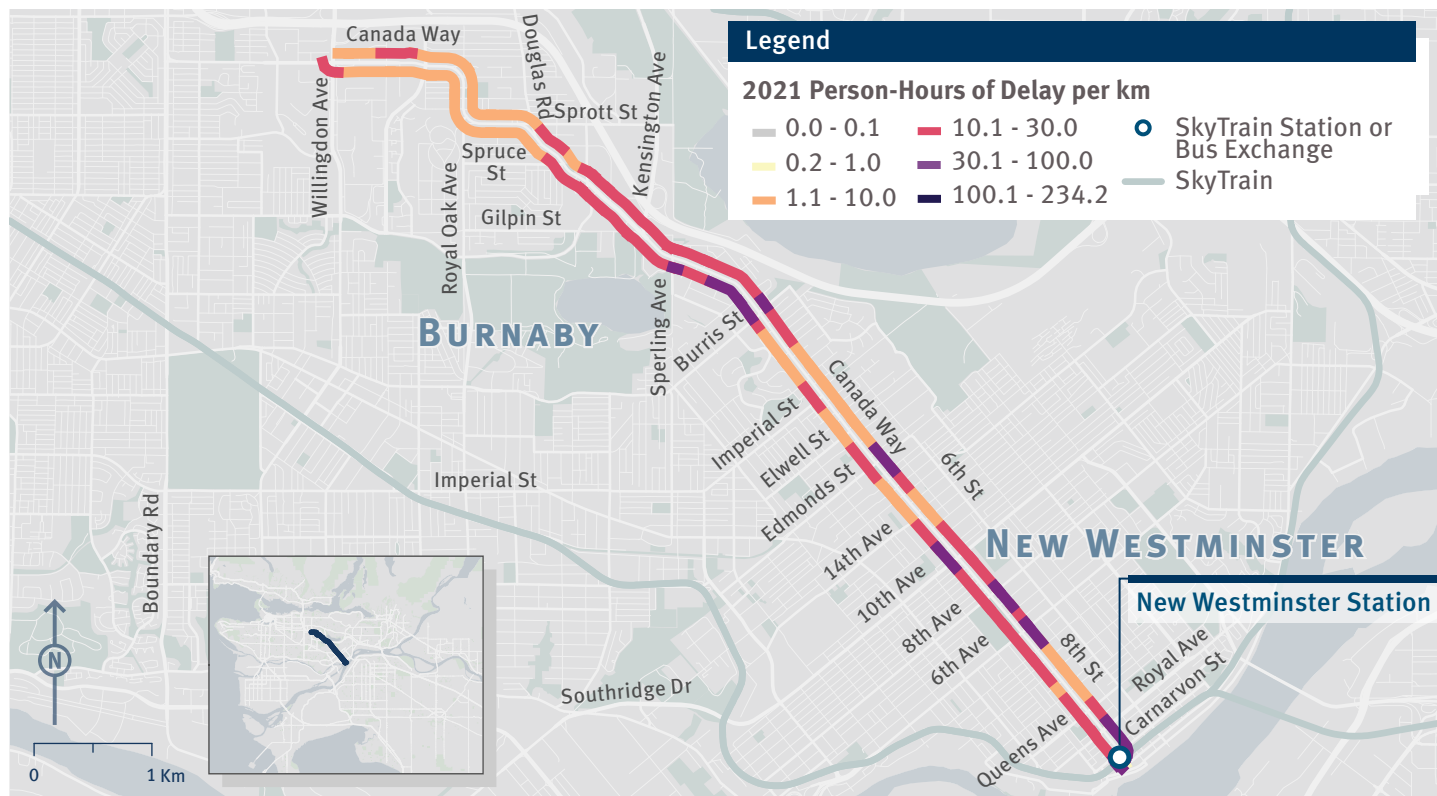 Legend
2021 Person-Hours of Delay per km
0.0 - 0.1
0.2 - 1.0
1.1 - 10.0
10.1 - 30.0
30.1 - 100.0
100.1 - 234.2
SkyTrain Station or
Bus Exchange
SkyTrain
Canada Way
Douglas Rd
Sprott St
Kensington Ave
Willingdon Ave
Spruce
St
Royal Oak Ave
Gilpin St
BURNABY
Sperling Ave
Burris St
Canada Way
Imperial St
Elwell St
Edmonds St
6th St
Imperial St
Boundary Rd
14th Ave
NEW WESTMINSTER
10th Ave
8th Ave
6th Ave
8th St
New Westminster Station
Royal Ave
Carnarvon St
Queens Ave
Southridge Dr
N
0
1 Km